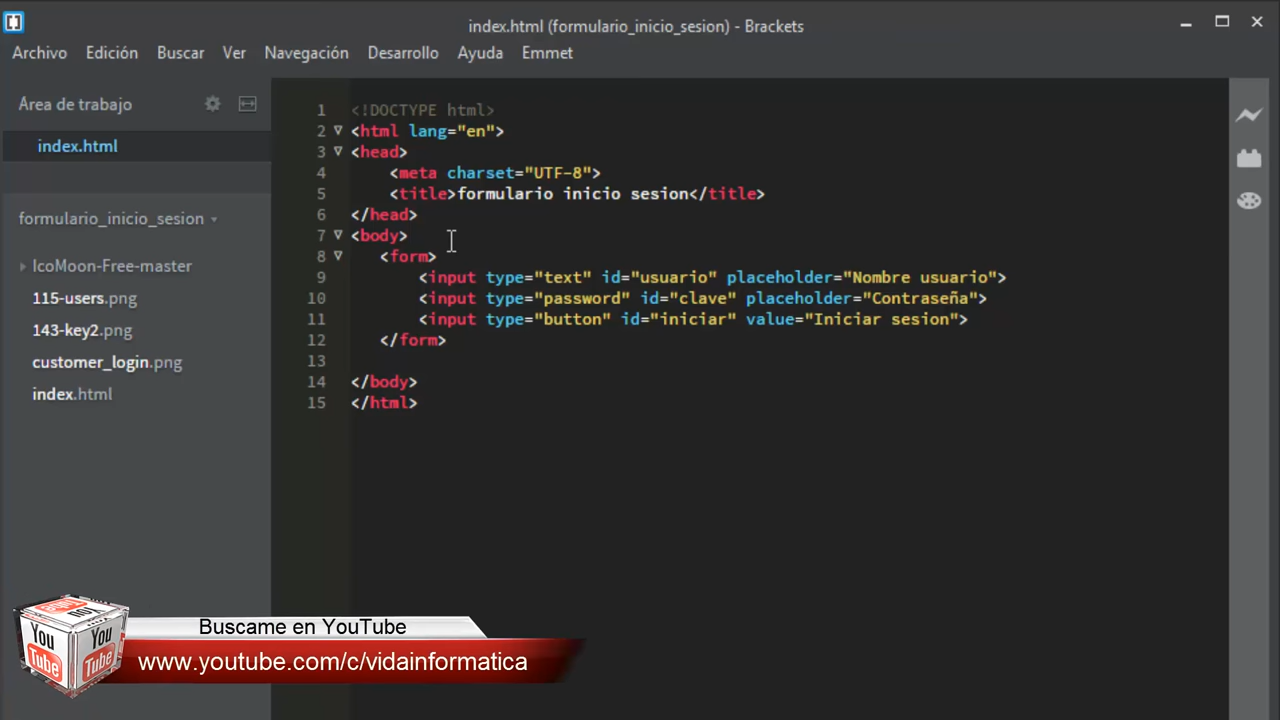 index.html (formulario_inicio_sesion) - Brackets
Archivo Edición Buscar Ver Navegación Desarrollo Ayuda Emmet
Área de trabajo
index.html
formulario_inicio_sesion
IcoMoon-Free-master
115-users.png
143-key2.png
customer_login.png
index.html
1 <!DOCTYPE html>
2 <html lang="en">
3 <head>
4 <meta charset="UTF-8">
5 <title>formulario inicio sesion</title>
6 </head>
7 <body>
8 <form>
9 <input type="text" id="usuario" placeholder="Nombre usuario">
10 <input type="password" id="clave" placeholder="Contraseña">
11 <input type="button" id="iniciar" value="Iniciar sesion">
12 </form>
13
14 </body>
15 </html>
You Tube
You Tube
Buscame en YouTube
www.youtube.com/c/vidainformatica